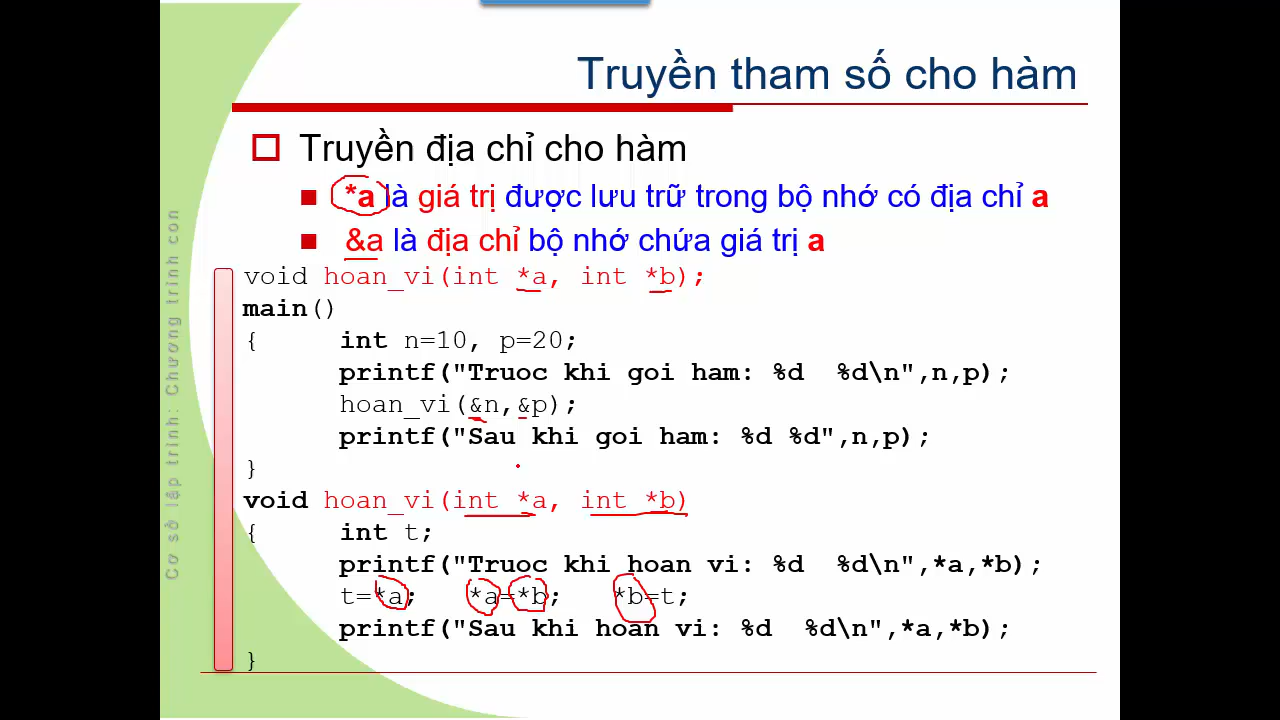 Truyền tham số cho hàm
Truyền địa chỉ cho hàm
*a là giá trị được lưu trữ trong bộ nhớ có địa chỉ a
&a là địa chỉ bộ nhớ chứa giá trị a
void hoan_vi(int *a, int *b);
main()
{ int n=10, p=20;
printf("Truoc khi goi ham: %d %d\n",n,p);
hoan_vi(&n,&p);
printf("Sau khi goi ham: %d %d",n,p);
}
void hoan_vi(int *a, int *b)
{ int t;
printf("Truoc khi hoan vi: %d %d\n",*a,*b);
t=*a; *a=*b; *b=t;
printf("Sau khi hoan vi: %d %d\n",*a,*b);
}
Cơ sở lập trình: Chương trình con